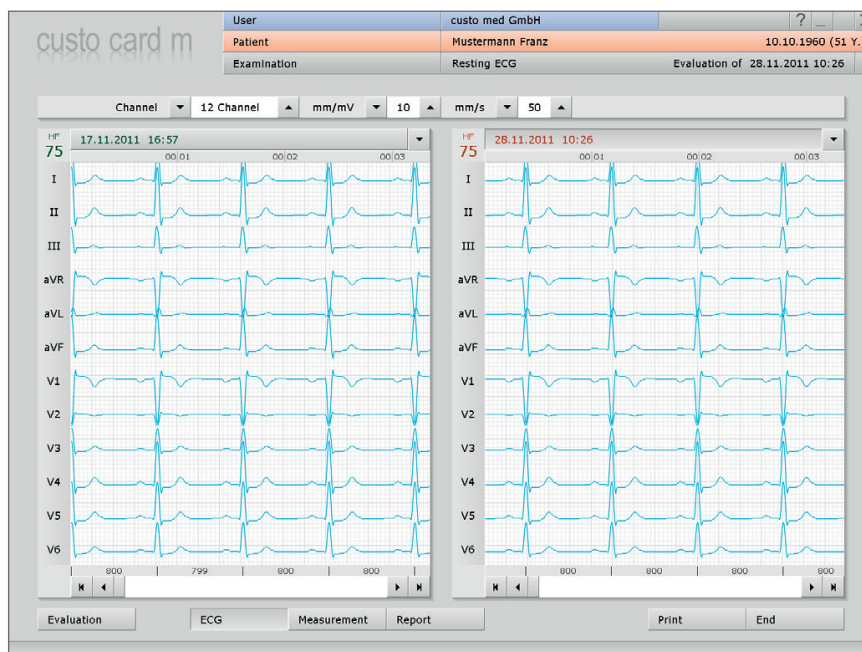 custo card m
User custo med GmbH ? _
Patient Mustermann Franz 10.10.1960 (51 Y.
Examination Resting ECG Evaluation of 28.11.2011 10:26
Channel 12 Channel mm/mV 10 mm/s 50
HF 17.11.2011 16:57
75
00:01 00:02 00:03
I
II
III
aVR
aVL
aVF
V1
V2
V3
V4
V5
V6
800 799 800 800
HF 28.11.2011 10:26
75
00:01 00:02 00:03
I
II
III
aVR
aVL
aVF
V1
V2
V3
V4
V5
V6
800 800 800 800
Evaluation ECG Measurement Report Print End